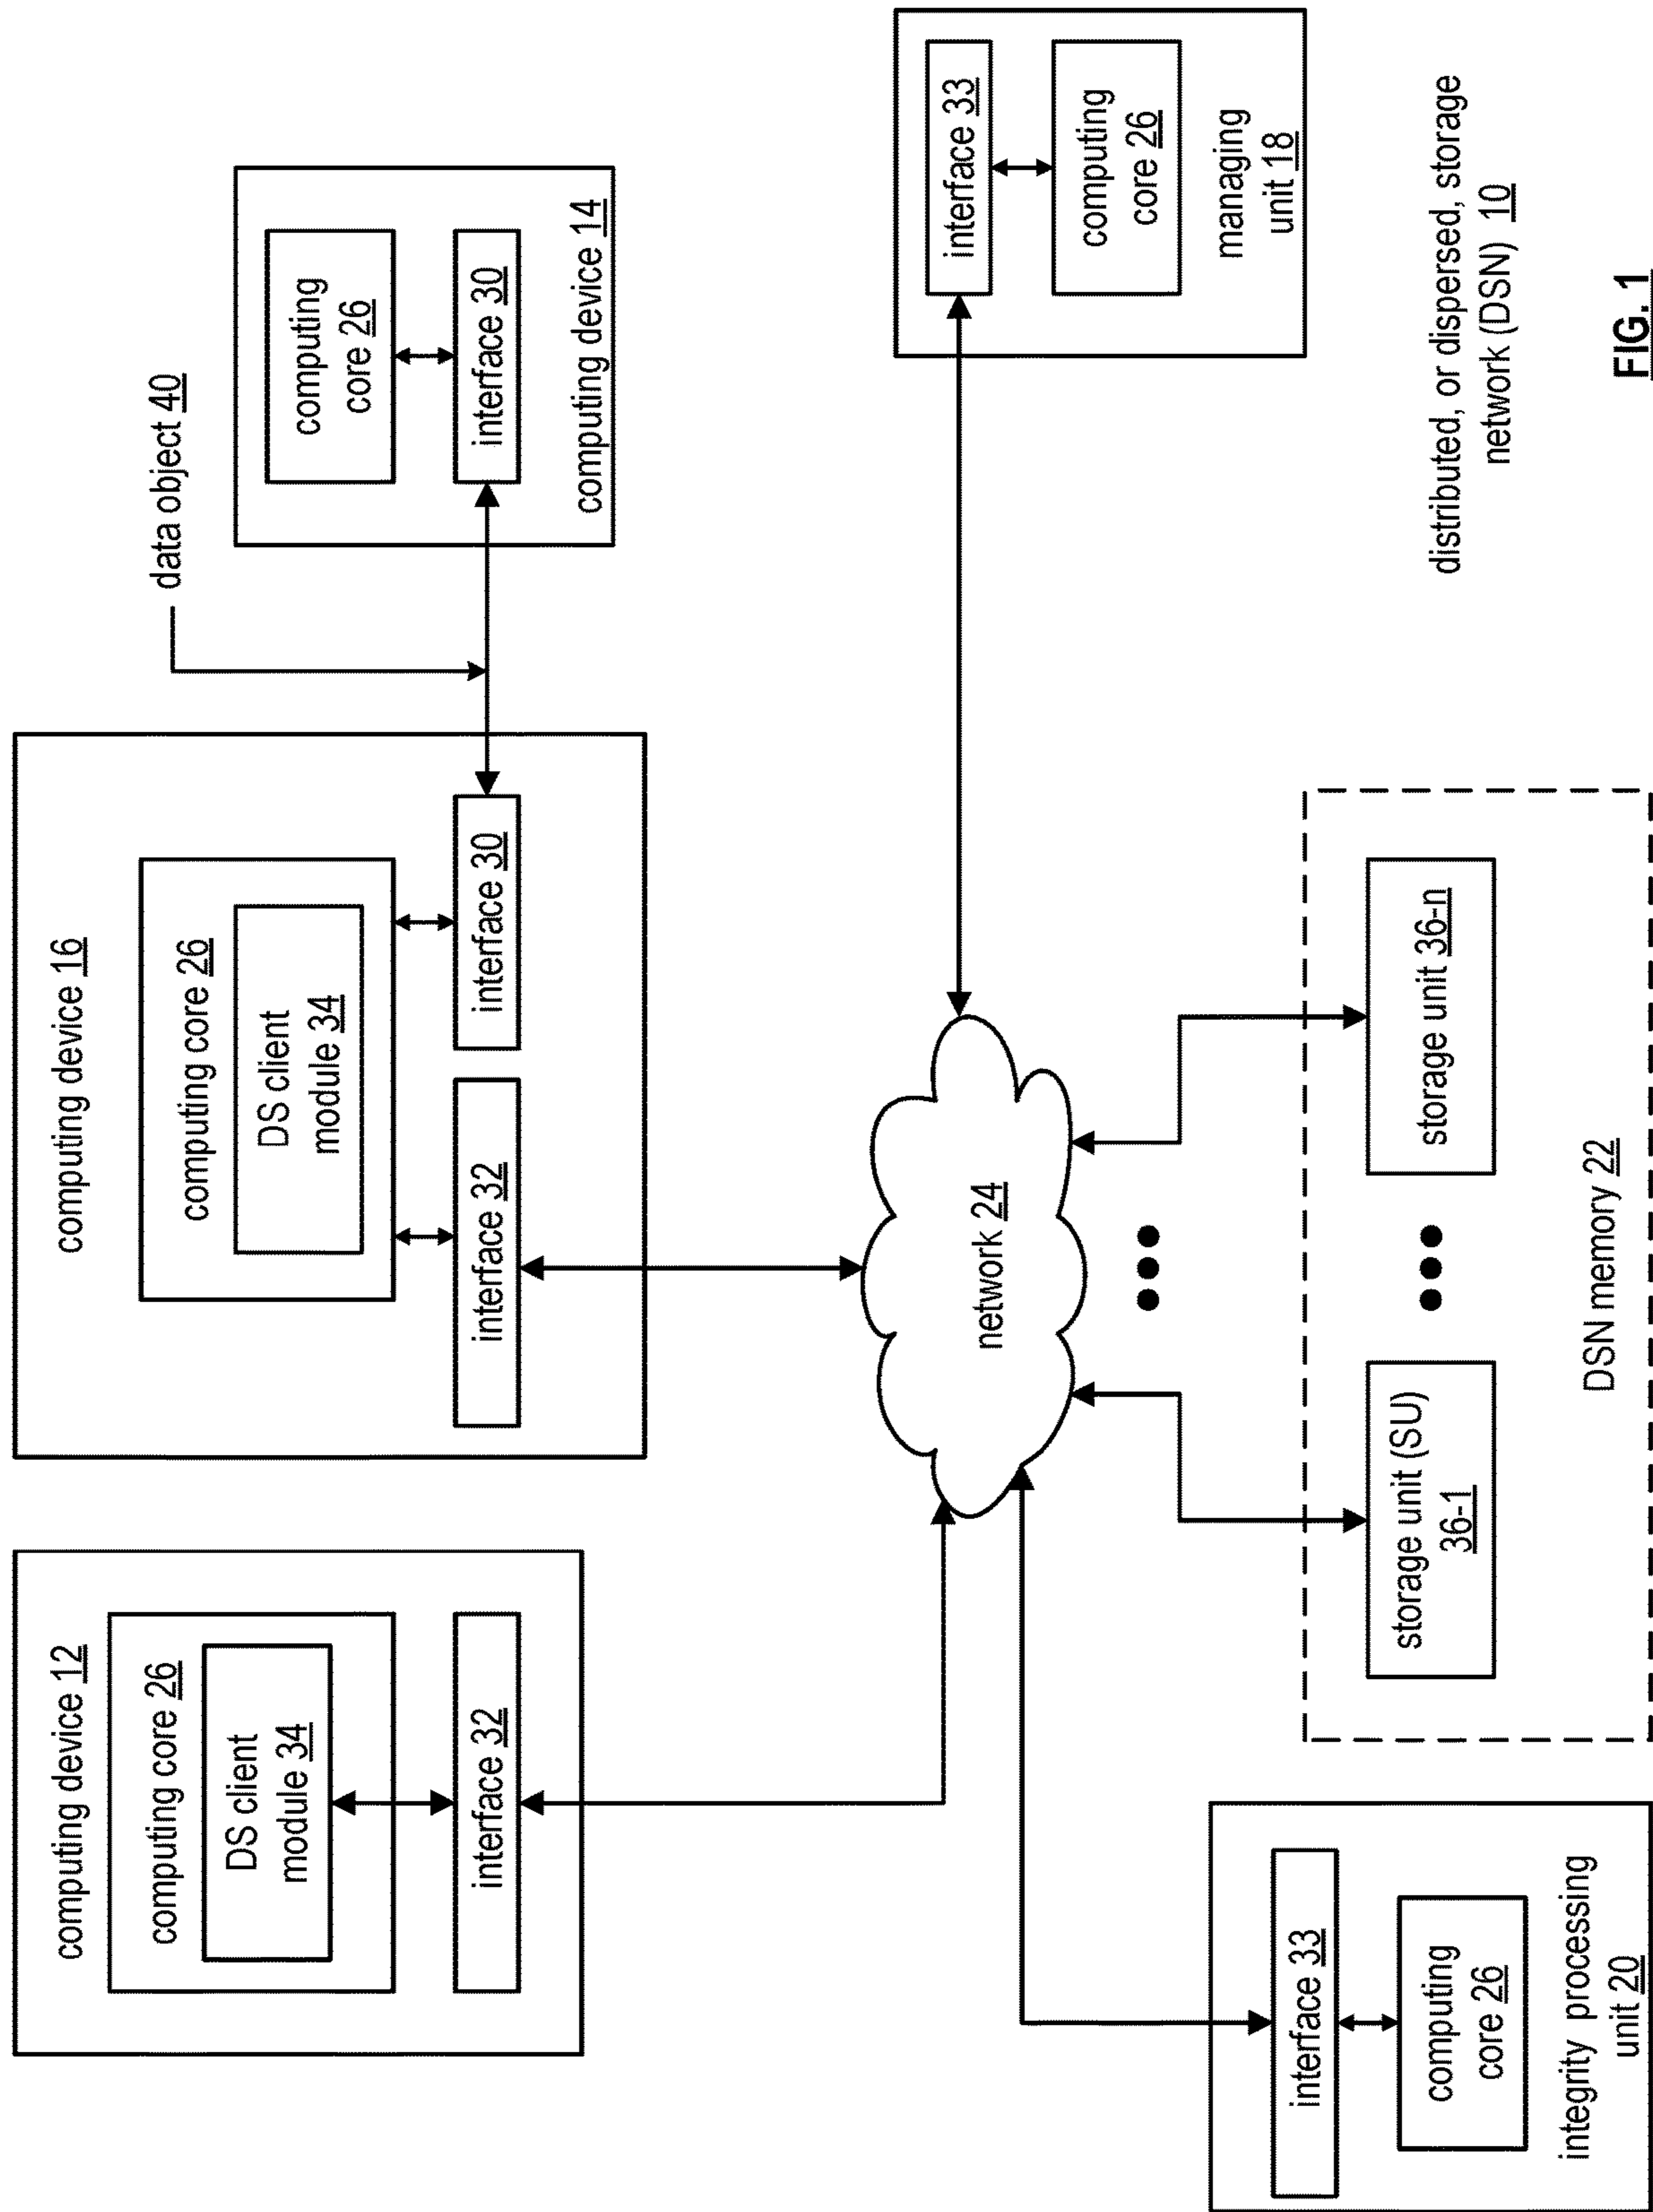 computing device 12
computing core 26
DS client
module 34
interface 32
computing device 16
computing core 26
DS client
module 34
interface 32
interface 30
data object 40
computing
core 26
interface 30
computing device 14
network 24
interface 33
computing
core 26
managing
unit 18
interface 33
computing
core 26
integrity processing
unit 20
storage unit (SU)
36-1
storage unit 36-n
DSN memory 22
distributed, or dispersed, storage
network (DSN) 10
FIG. 1